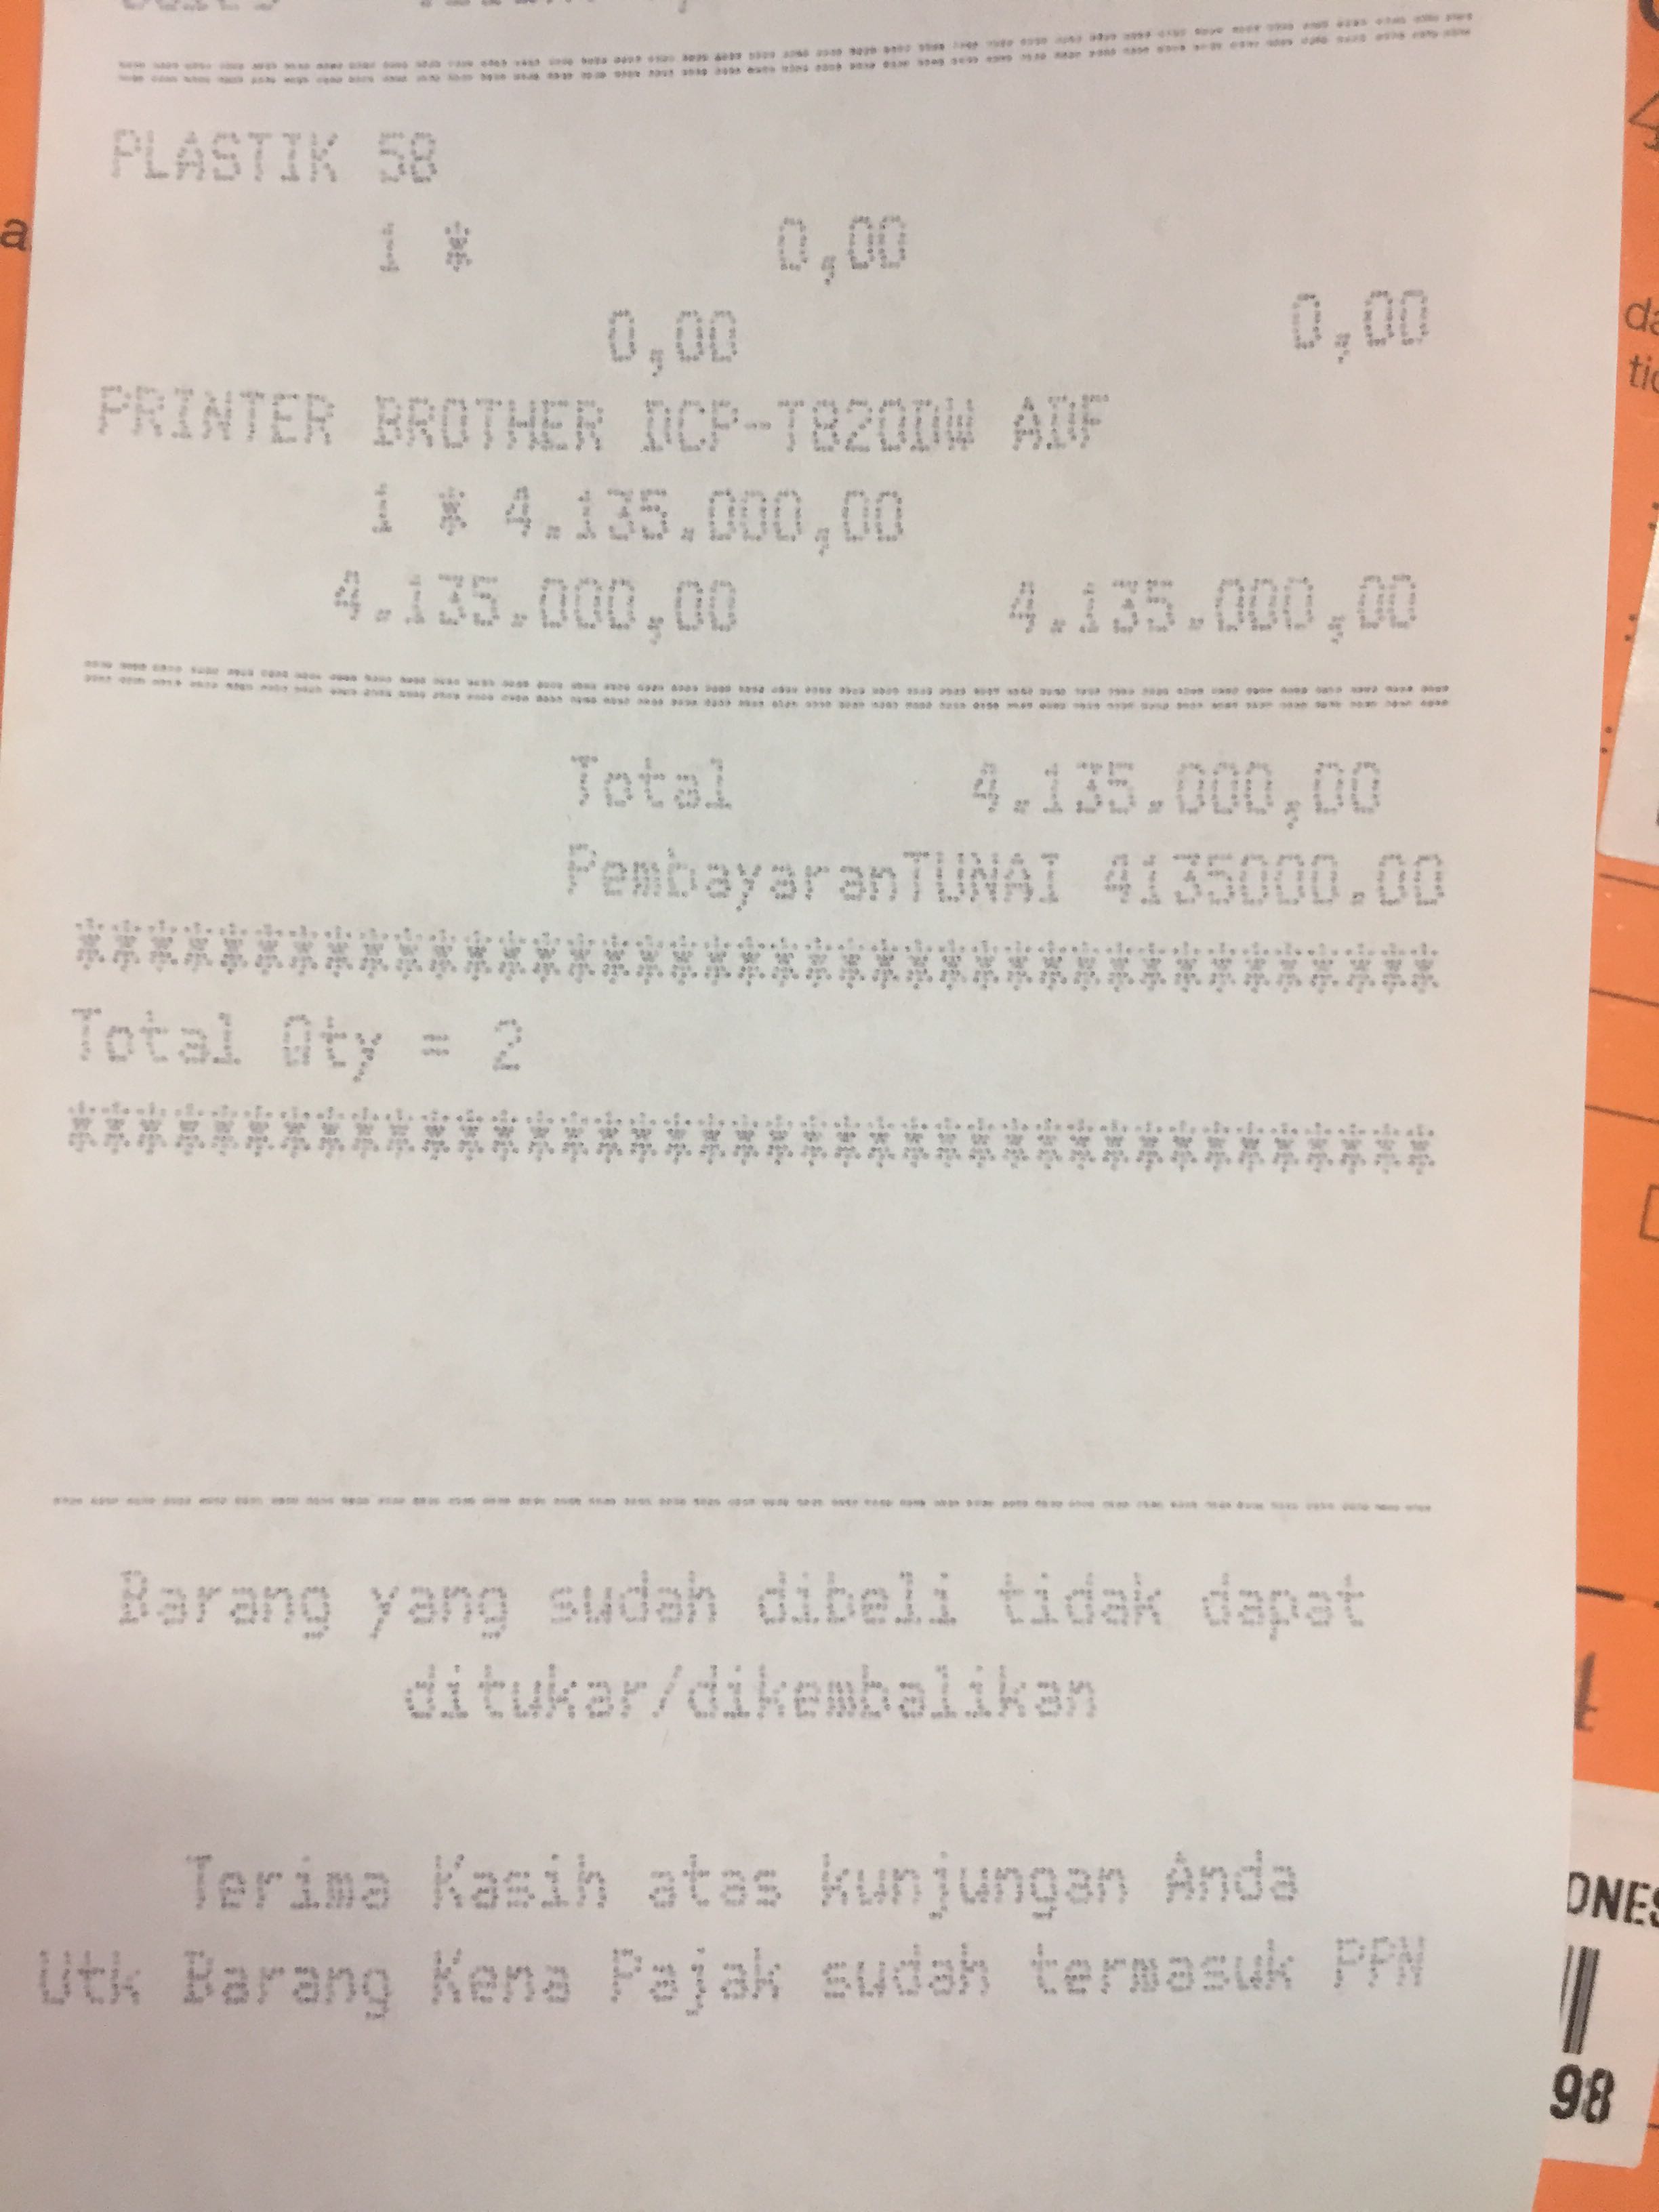 PLASTIK 58
1 * 0,00
0,00 0,00
PRINTER BROTHER DCP-T820DW ADF
1 * 4.135.000,00
4.135.000,00 4.135.000,00
Total 4.135.000,00
PembayaranTUNAI 4135000.00
***************************************
Total Qty = 2
***************************************
Barang yang sudah dibeli tidak dapat
ditukar/dikembalikan
Terima Kasih atas kunjungan Anda
Utk Barang Kena Pajak sudah termasuk PPN
98